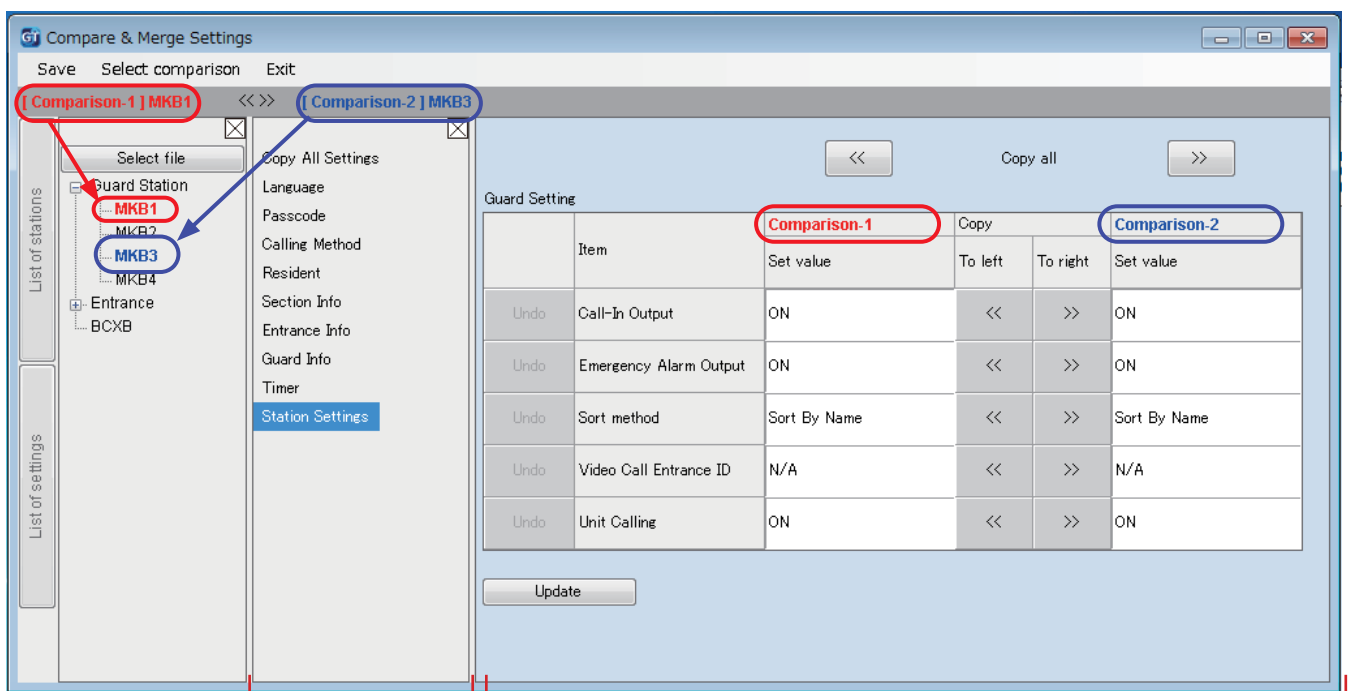 GT Compare & Merge Settings
Save Select comparison Exit
[ Comparison-1 ] MKB1 << >> [ Comparison-2 ] MKB3
List of stations
List of settings
Select file
Guard Station
MKB1
MKB2
MKB3
MKB4
Entrance
BCXB
Copy All Settings
Language
Passcode
Calling Method
Resident
Section Info
Entrance Info
Guard Info
Timer
Station Settings
<< Copy all >>
Guard Setting
Comparison-1 Copy Comparison-2
Item Set value To left To right Set value
Undo Call-In Output ON << >> ON
Undo Emergency Alarm Output ON << >> ON
Undo Sort method Sort By Name << >> Sort By Name
Undo Video Call Entrance ID N/A << >> N/A
Undo Unit Calling ON << >> ON
Update